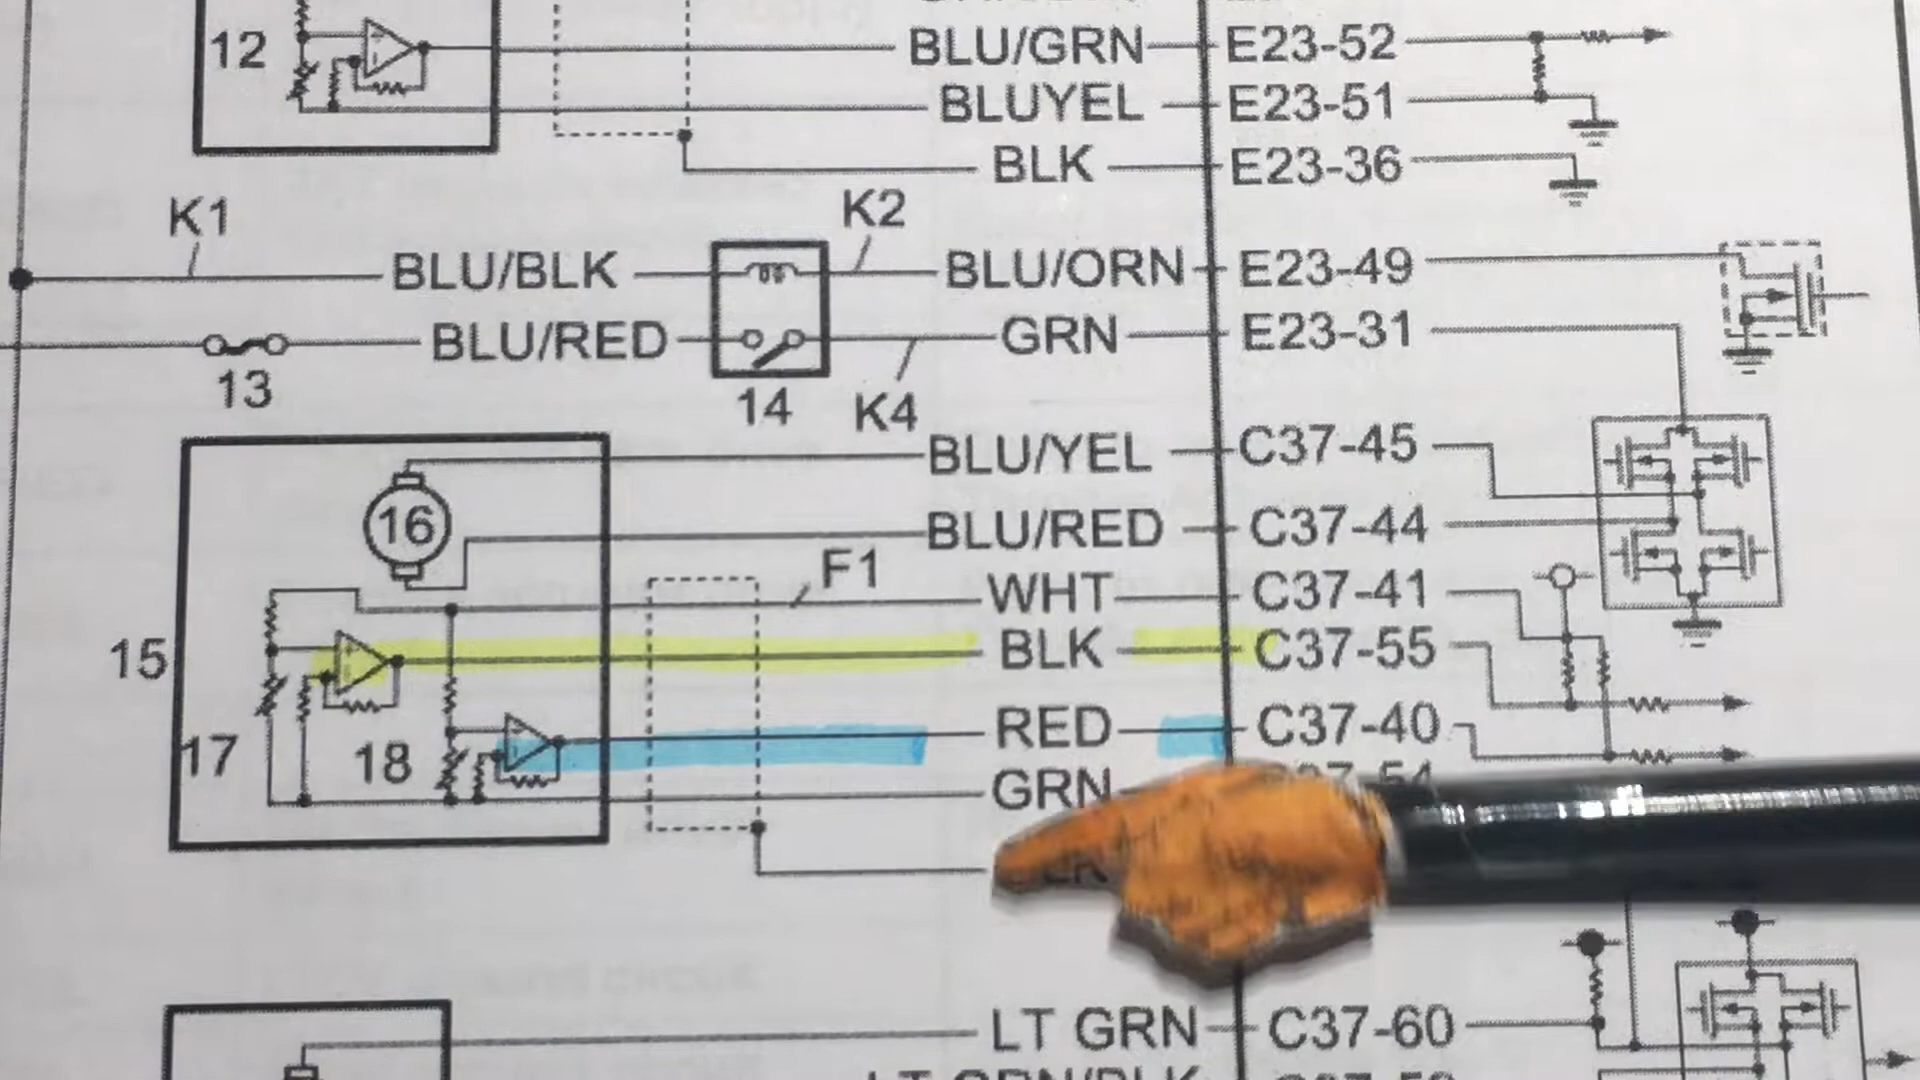 12 BLU/GRN E23-52
BLUYEL E23-51
BLK E23-36
K1 K2
BLU/BLK BLU/ORN E23-49
BLU/RED GRN E23-31
13 14 K4
BLU/YEL C37-45
16 BLU/RED C37-44
F1 WHT C37-41
15 BLK C37-55
17 18 RED C37-40
GRN
LT GRN C37-60